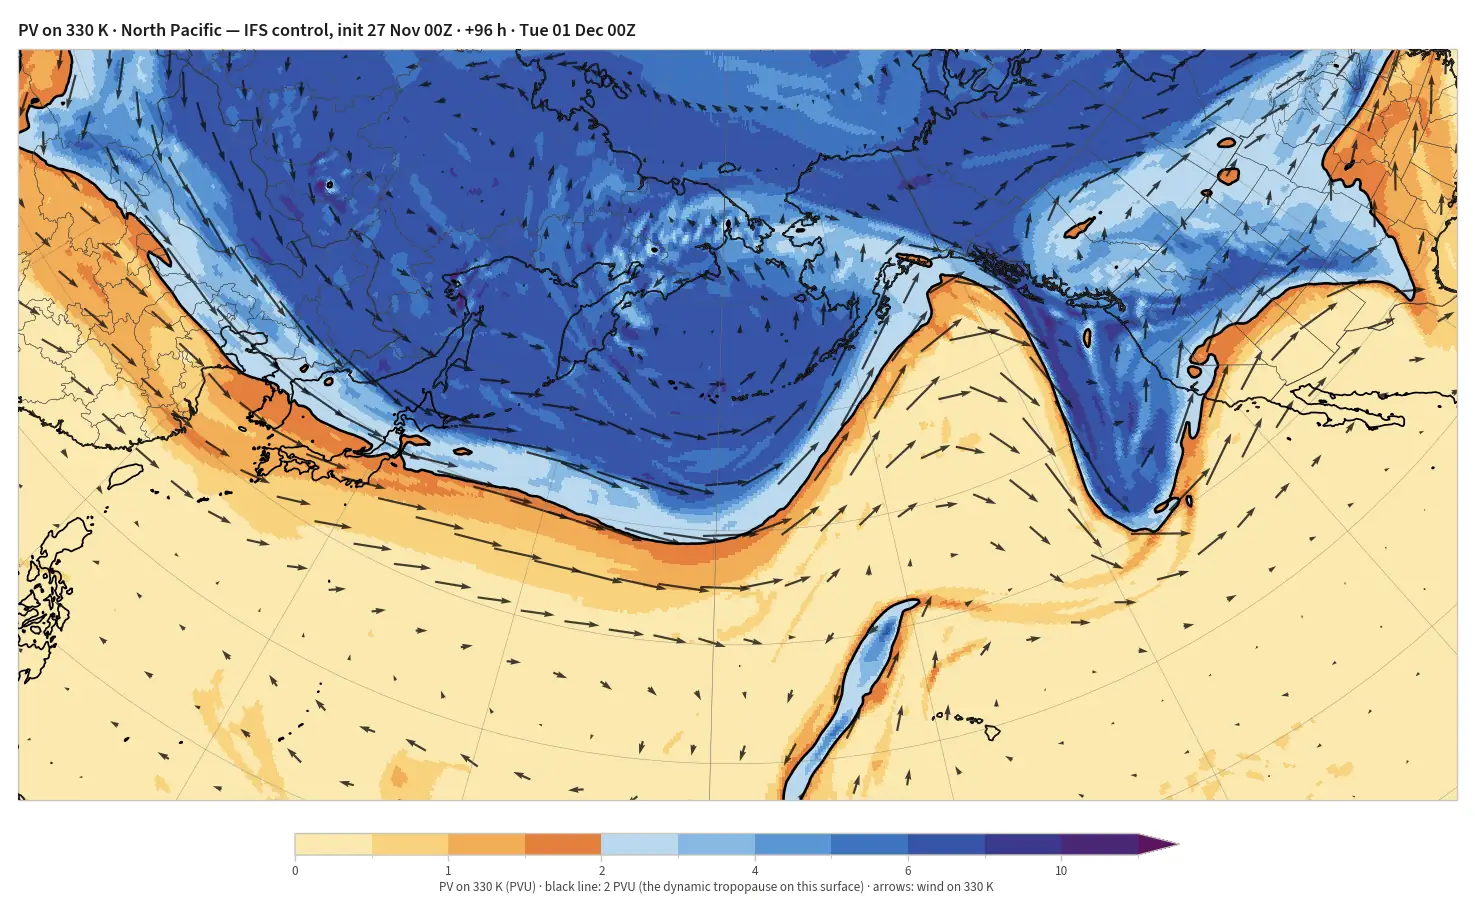 PV on 330 K · North Pacific — IFS control, init 27 Nov 00Z · +96 h · Tue 01 Dec 00Z
0 1 2 4 6 10
PV on 330 K (PVU) · black line: 2 PVU (the dynamic tropopause on this surface) · arrows: wind on 330 K